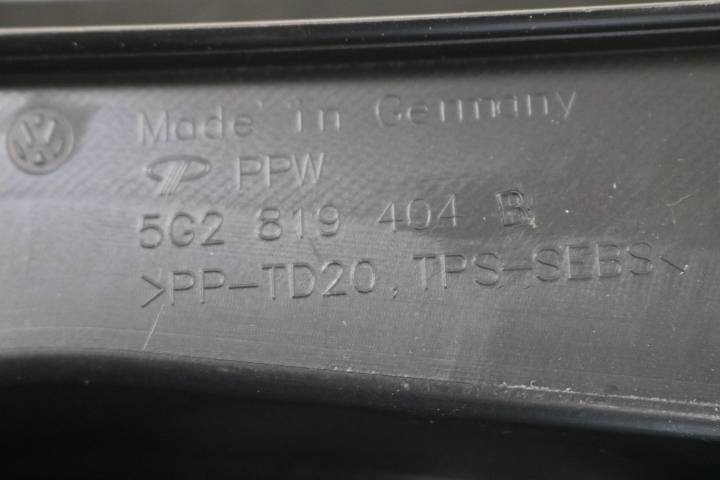 Made in Germany
PPW
5G2 819 404 B
>PP-TD20, TPS-SEBS<